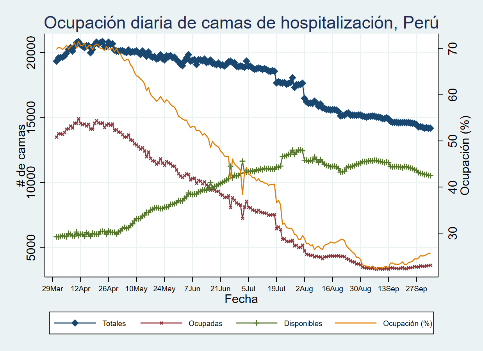 Ocupación diaria de camas de hospitalización, Perú
# de camas
20000
15000
10000
5000
Ocupación (%)
70
60
50
40
30
29Mar 12Apr 26Apr 10May 24May 7Jun 21Jun 5Jul 19Jul 2Aug 16Aug 30Aug 13Sep 27Sep
Fecha
Totales Ocupadas Disponibles Ocupación (%)